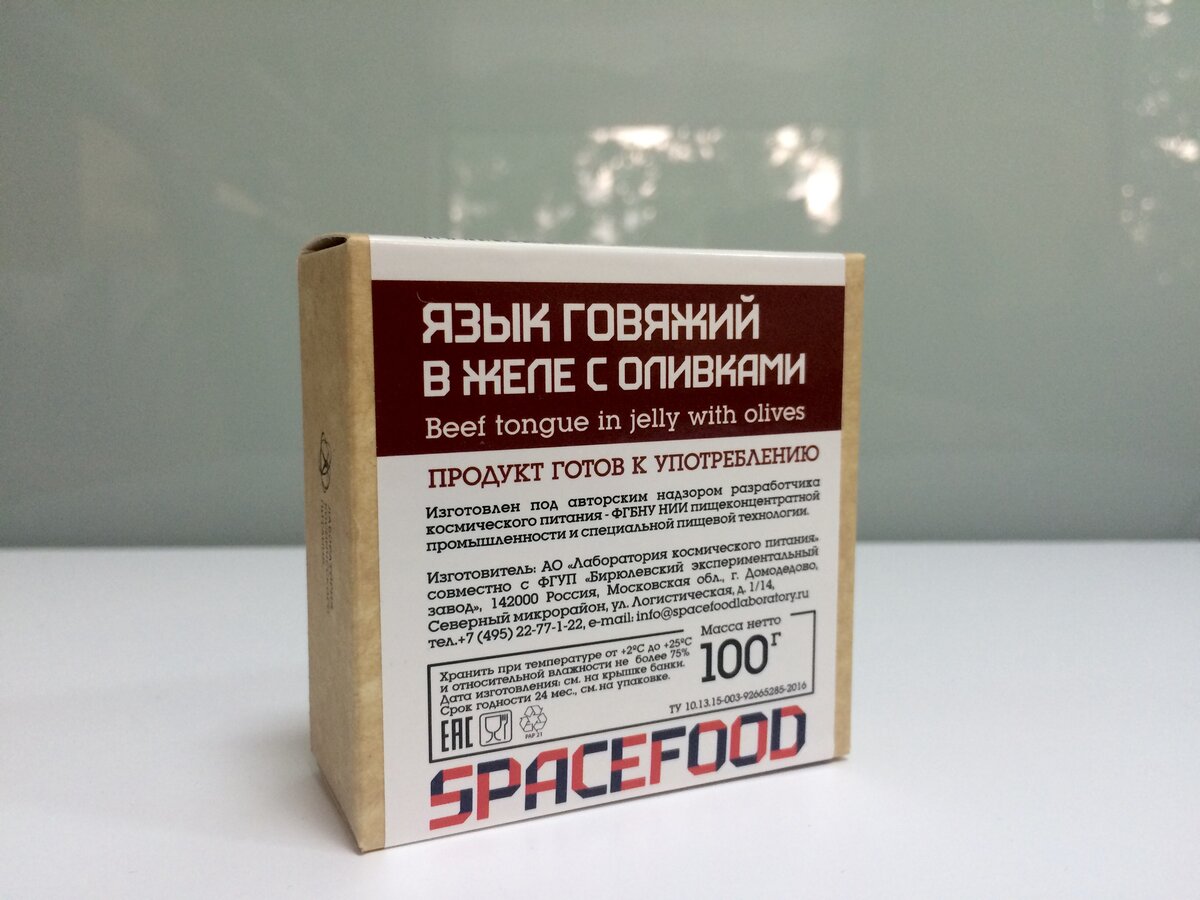 ЯЗЫК ГОВЯЖИЙ
В ЖЕЛЕ С ОЛИВКАМИ
Beef tongue in jelly with olives
ПРОДУКТ ГОТОВ К УПОТРЕБЛЕНИЮ
Изготовлен под авторским надзором разработчика
космического питания - ФГБНУ НИИ пищеконцентратной
промышленности и специальной пищевой технологии.
Изготовитель: АО «Лаборатория космического питания»
совместно с ФГУП «Бирюлевский экспериментальный
завод», 142000 Россия, Московская обл., г. Домодедово,
Северный микрорайон, ул. Логистическая, д. 1/14,
тел.+7 (495) 22-77-1-22, e-mail: info@spacefoodlaboratory.ru
Хранить при температуре от +2°С до +25°С
и относительной влажности не более 75%
Дата изготовления: см. на крышке банки.
Срок годности 24 мес., см. на упаковке.
Масса нетто
100г
ТУ 10.13.15-003-92665285-2016
EAC
PAP 21
SPACEFOOD